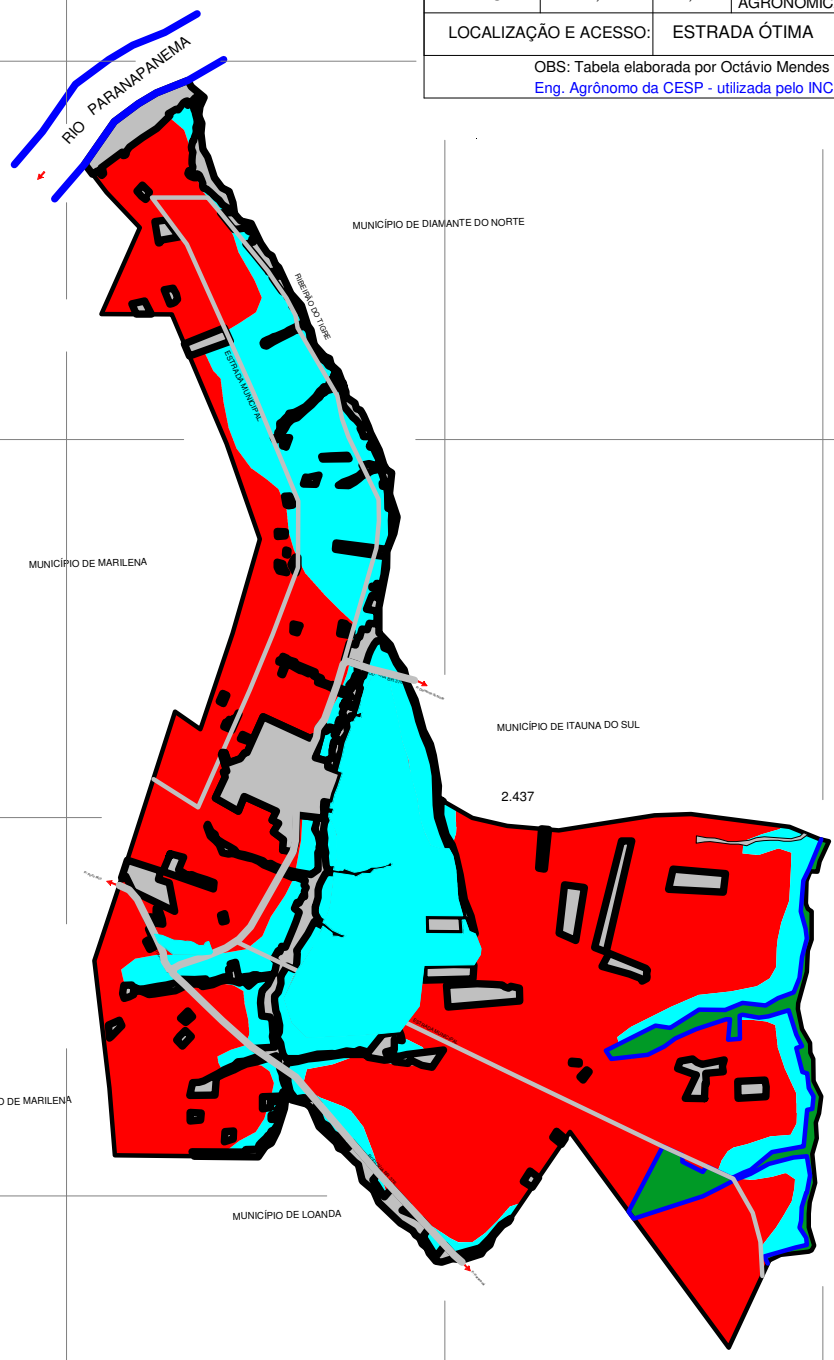 AGRONÔMIC
LOCALIZAÇÃO E ACESSO: ESTRADA ÓTIMA
OBS: Tabela elaborada por Octávio Mendes
Eng. Agrônomo da CESP - utilizada pelo INC
RIO PARANAPANEMA
MUNICÍPIO DE DIAMANTE DO NORTE
RIBEIRÃO DO TIGRE
ESTRADA MUNICIPAL
MUNICÍPIO DE MARILENA
MUNICÍPIO DE ITAUNA DO SUL
2.437
O DE MARILENA
MUNICÍPIO DE LOANDA